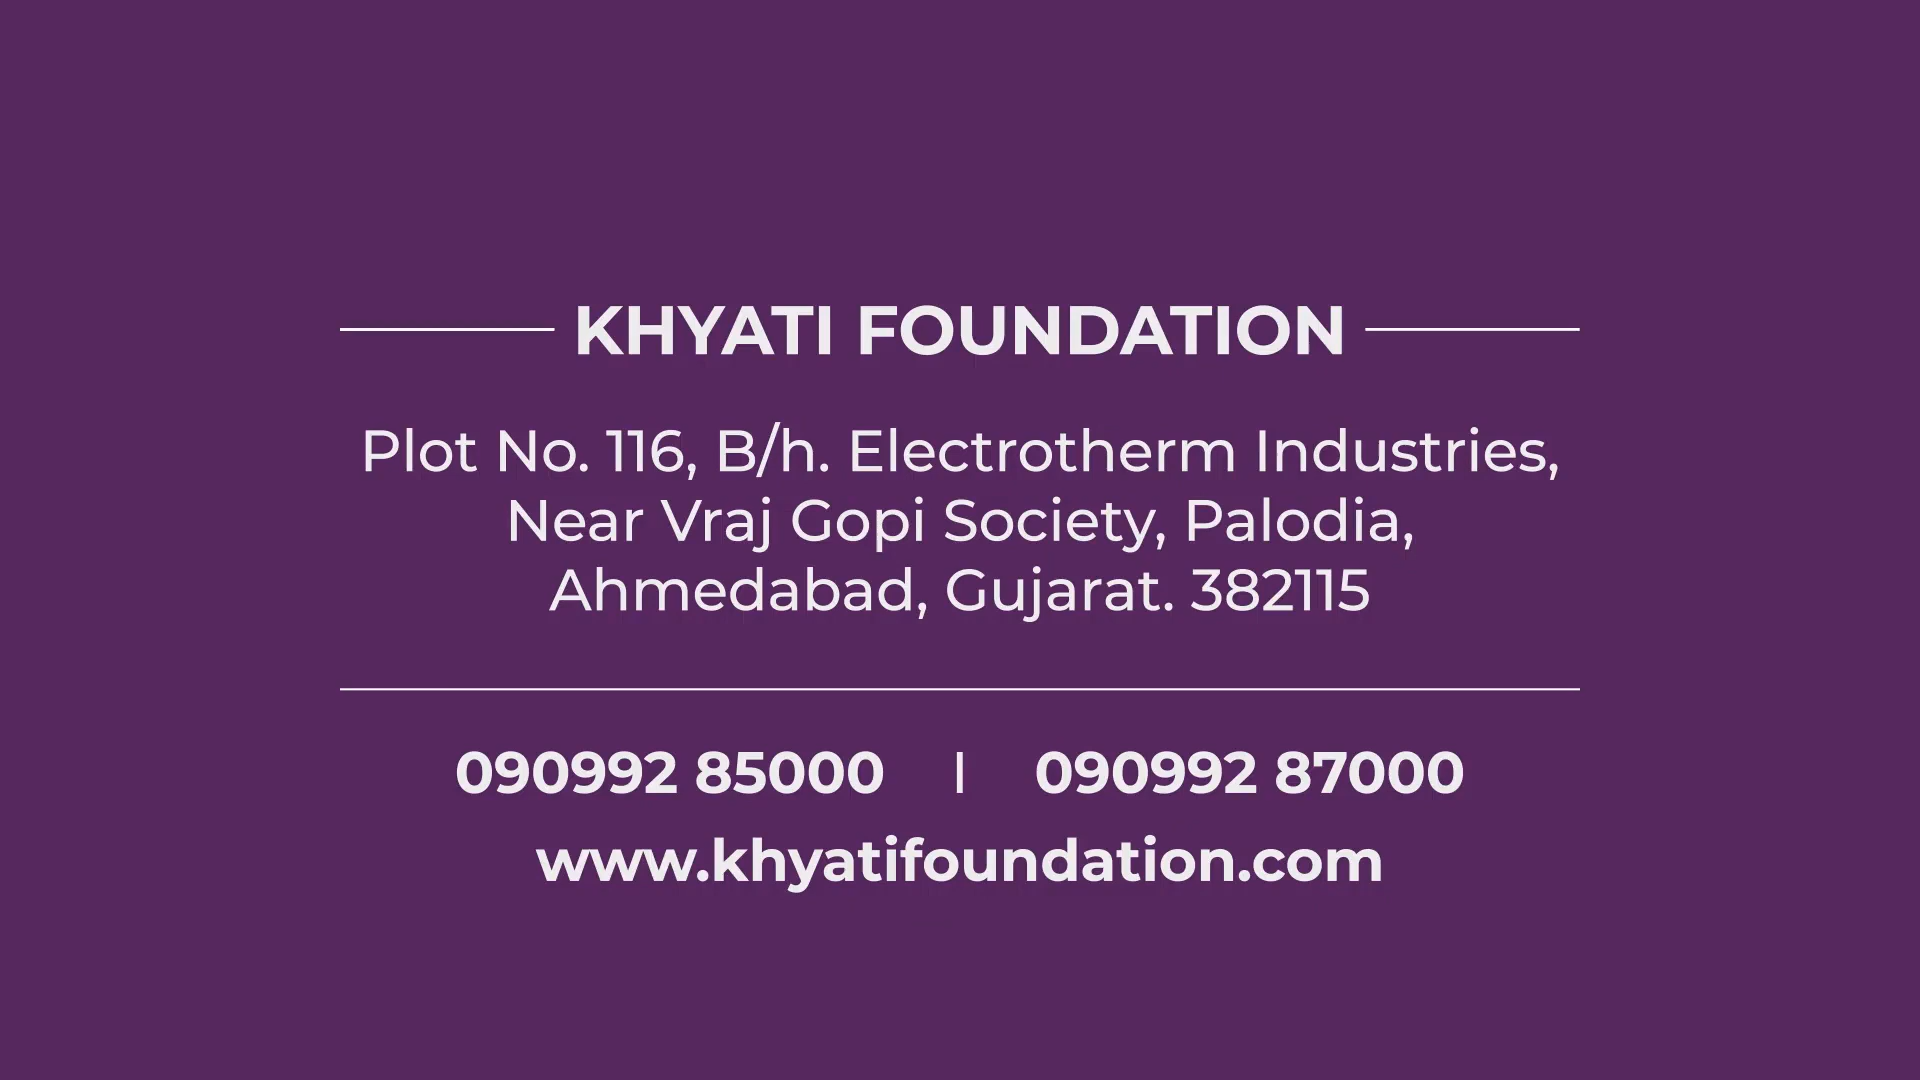 KHYATI FOUNDATION
Plot No. 116, B/h. Electrotherm Industries,
Near Vraj Gopi Society, Palodia,
Ahmedabad, Gujarat. 382115
090992 85000 | 090992 87000
www.khyatifoundation.com